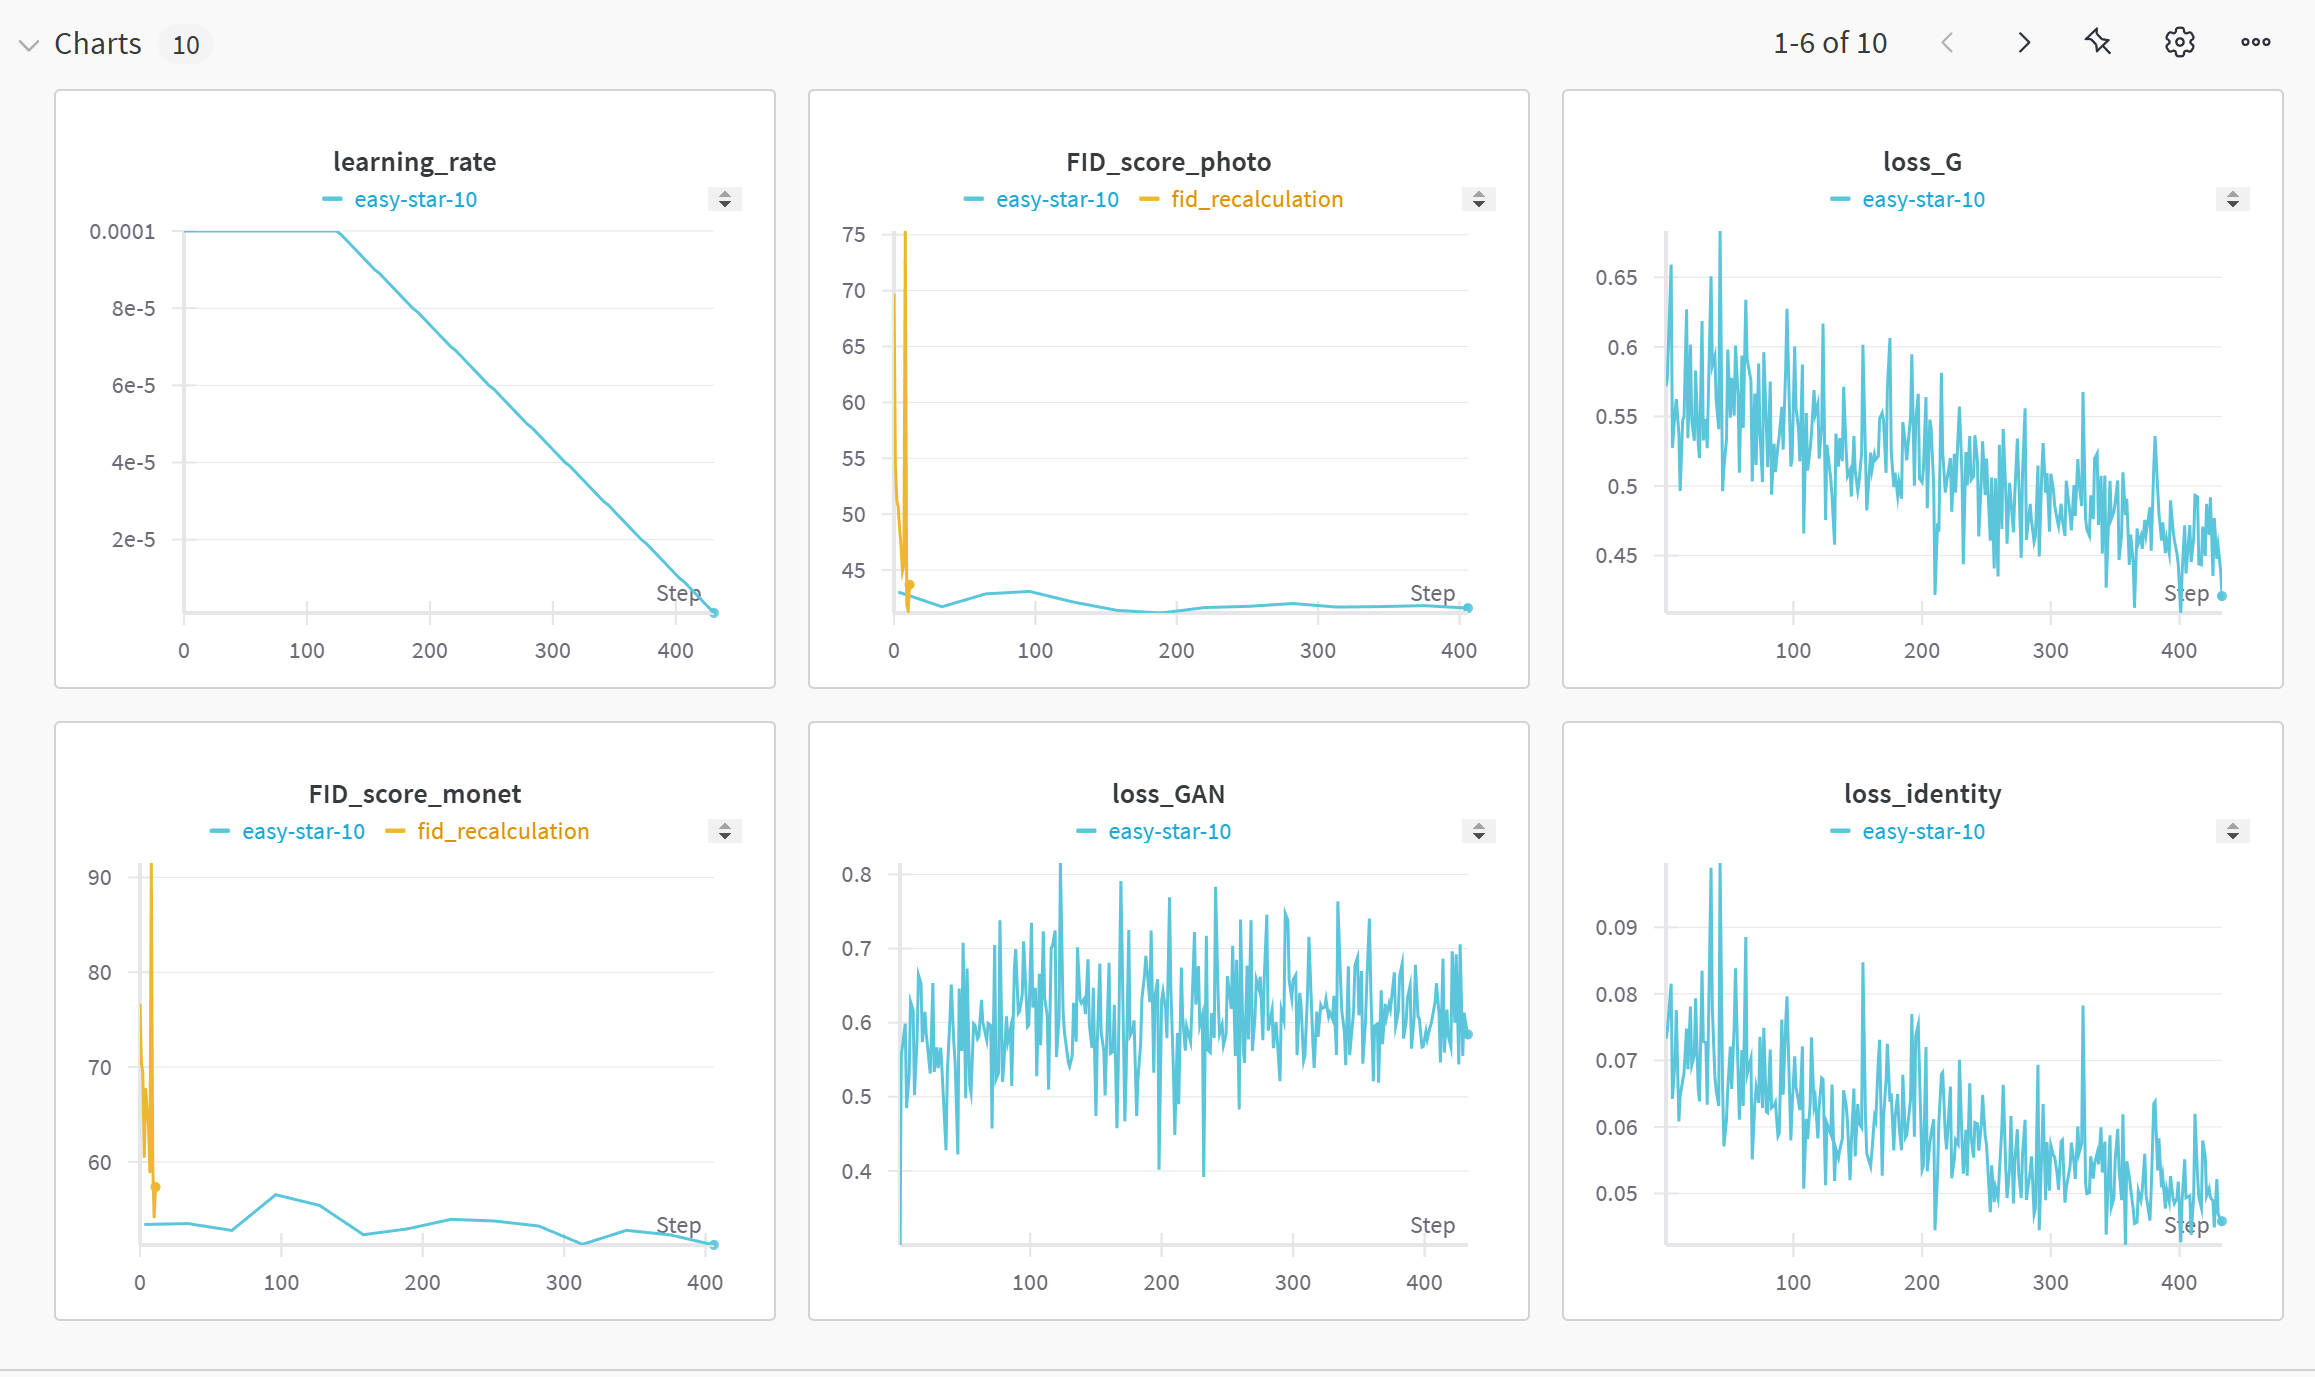 Charts 10
1-6 of 10
learning_rate
easy-star-10
0.0001
8e-5
6e-5
4e-5
2e-5
Step
0 100 200 300 400
FID_score_photo
easy-star-10 fid_recalculation
75
70
65
60
55
50
45
Step
0 100 200 300 400
loss_G
easy-star-10
0.65
0.6
0.55
0.5
0.45
Step
100 200 300 400
FID_score_monet
easy-star-10 fid_recalculation
90
80
70
60
Step
0 100 200 300 400
loss_GAN
easy-star-10
0.8
0.7
0.6
0.5
0.4
Step
100 200 300 400
loss_identity
easy-star-10
0.09
0.08
0.07
0.06
0.05
Step
100 200 300 400